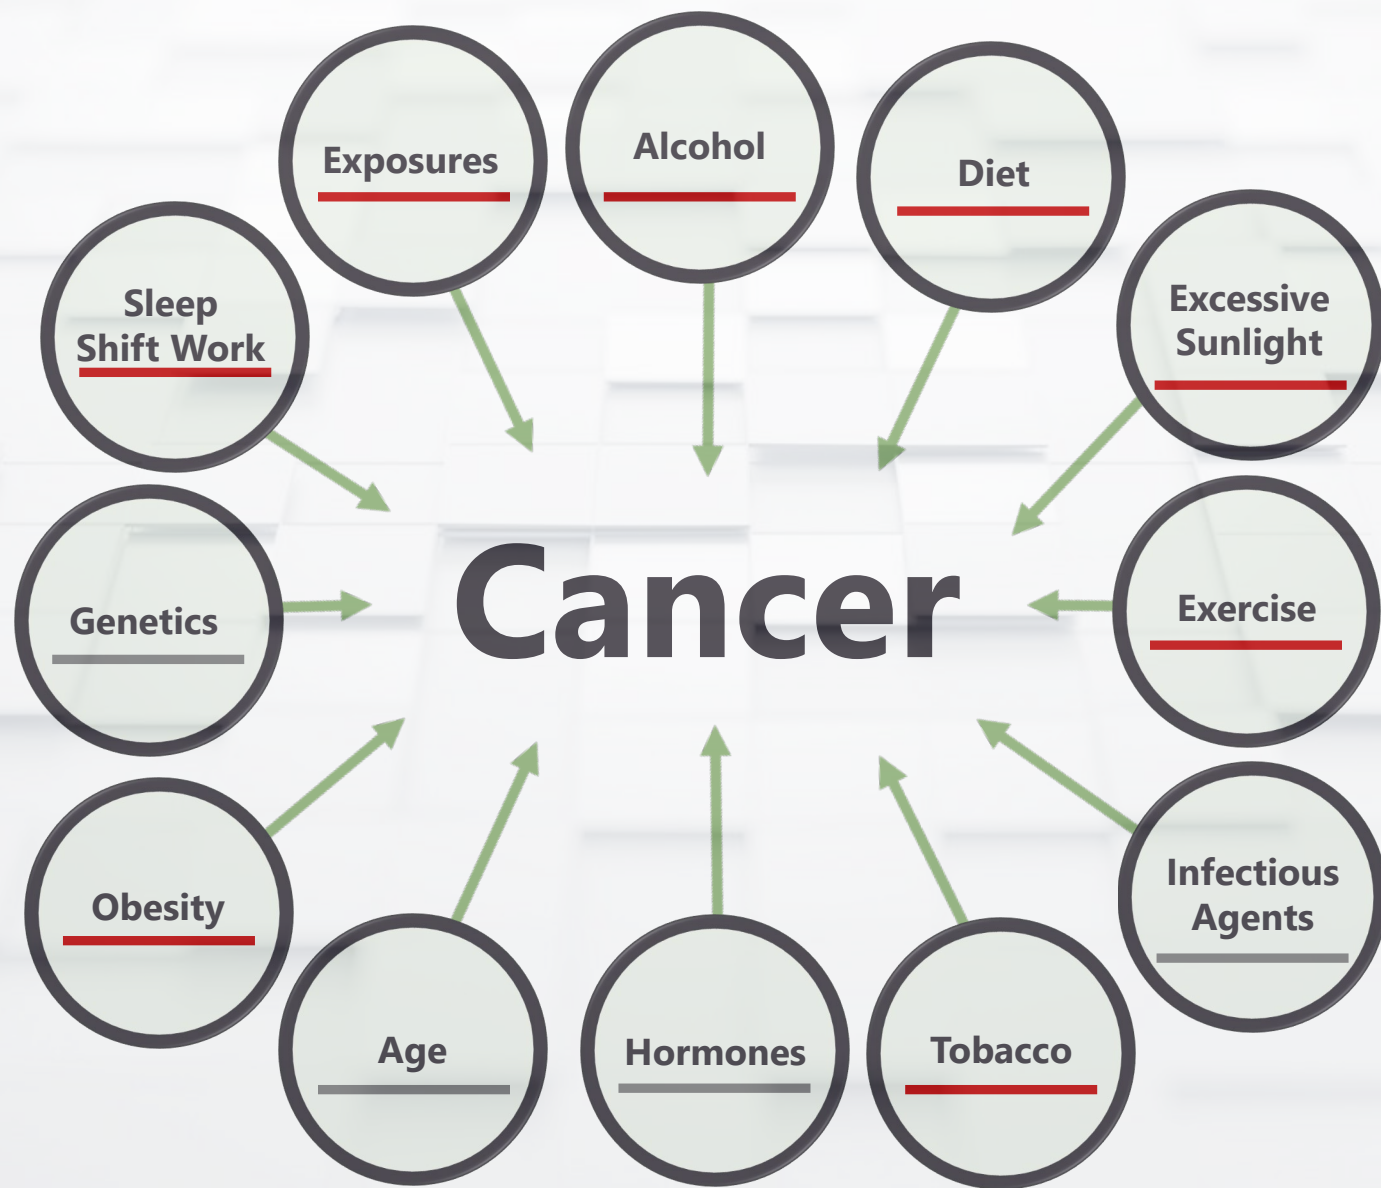 Exposures
Alcohol
Diet
Sleep
Shift Work
Excessive
Sunlight
Genetics
Cancer
Exercise
Obesity
Infectious
Agents
Age
Hormones
Tobacco